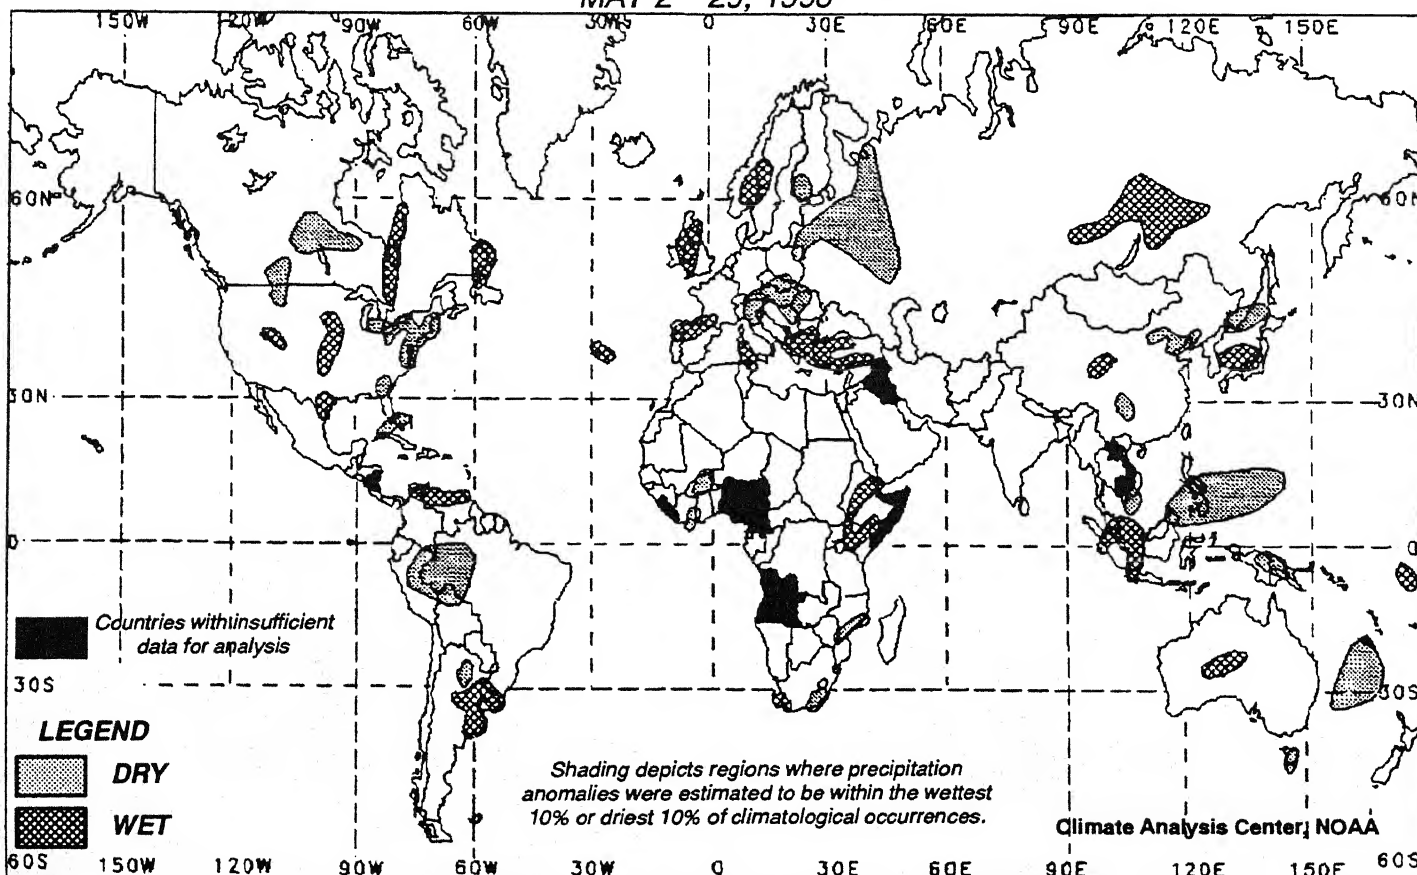 150W 120W 90W 60W 30W 0 30E 60E 90E 120E 150E
60N 60N
30N 30N
0 0
Countries withinsufficient
data for analysis
30S 30S
LEGEND
DRY
WET
Shading depicts regions where precipitation
anomalies were estimated to be within the wettest
10% or driest 10% of climatological occurrences.
Climate Analysis Center, NOAA
60S 150W 120W 90W 60W 30W 0 30E 60E 90E 120E 150E 60S